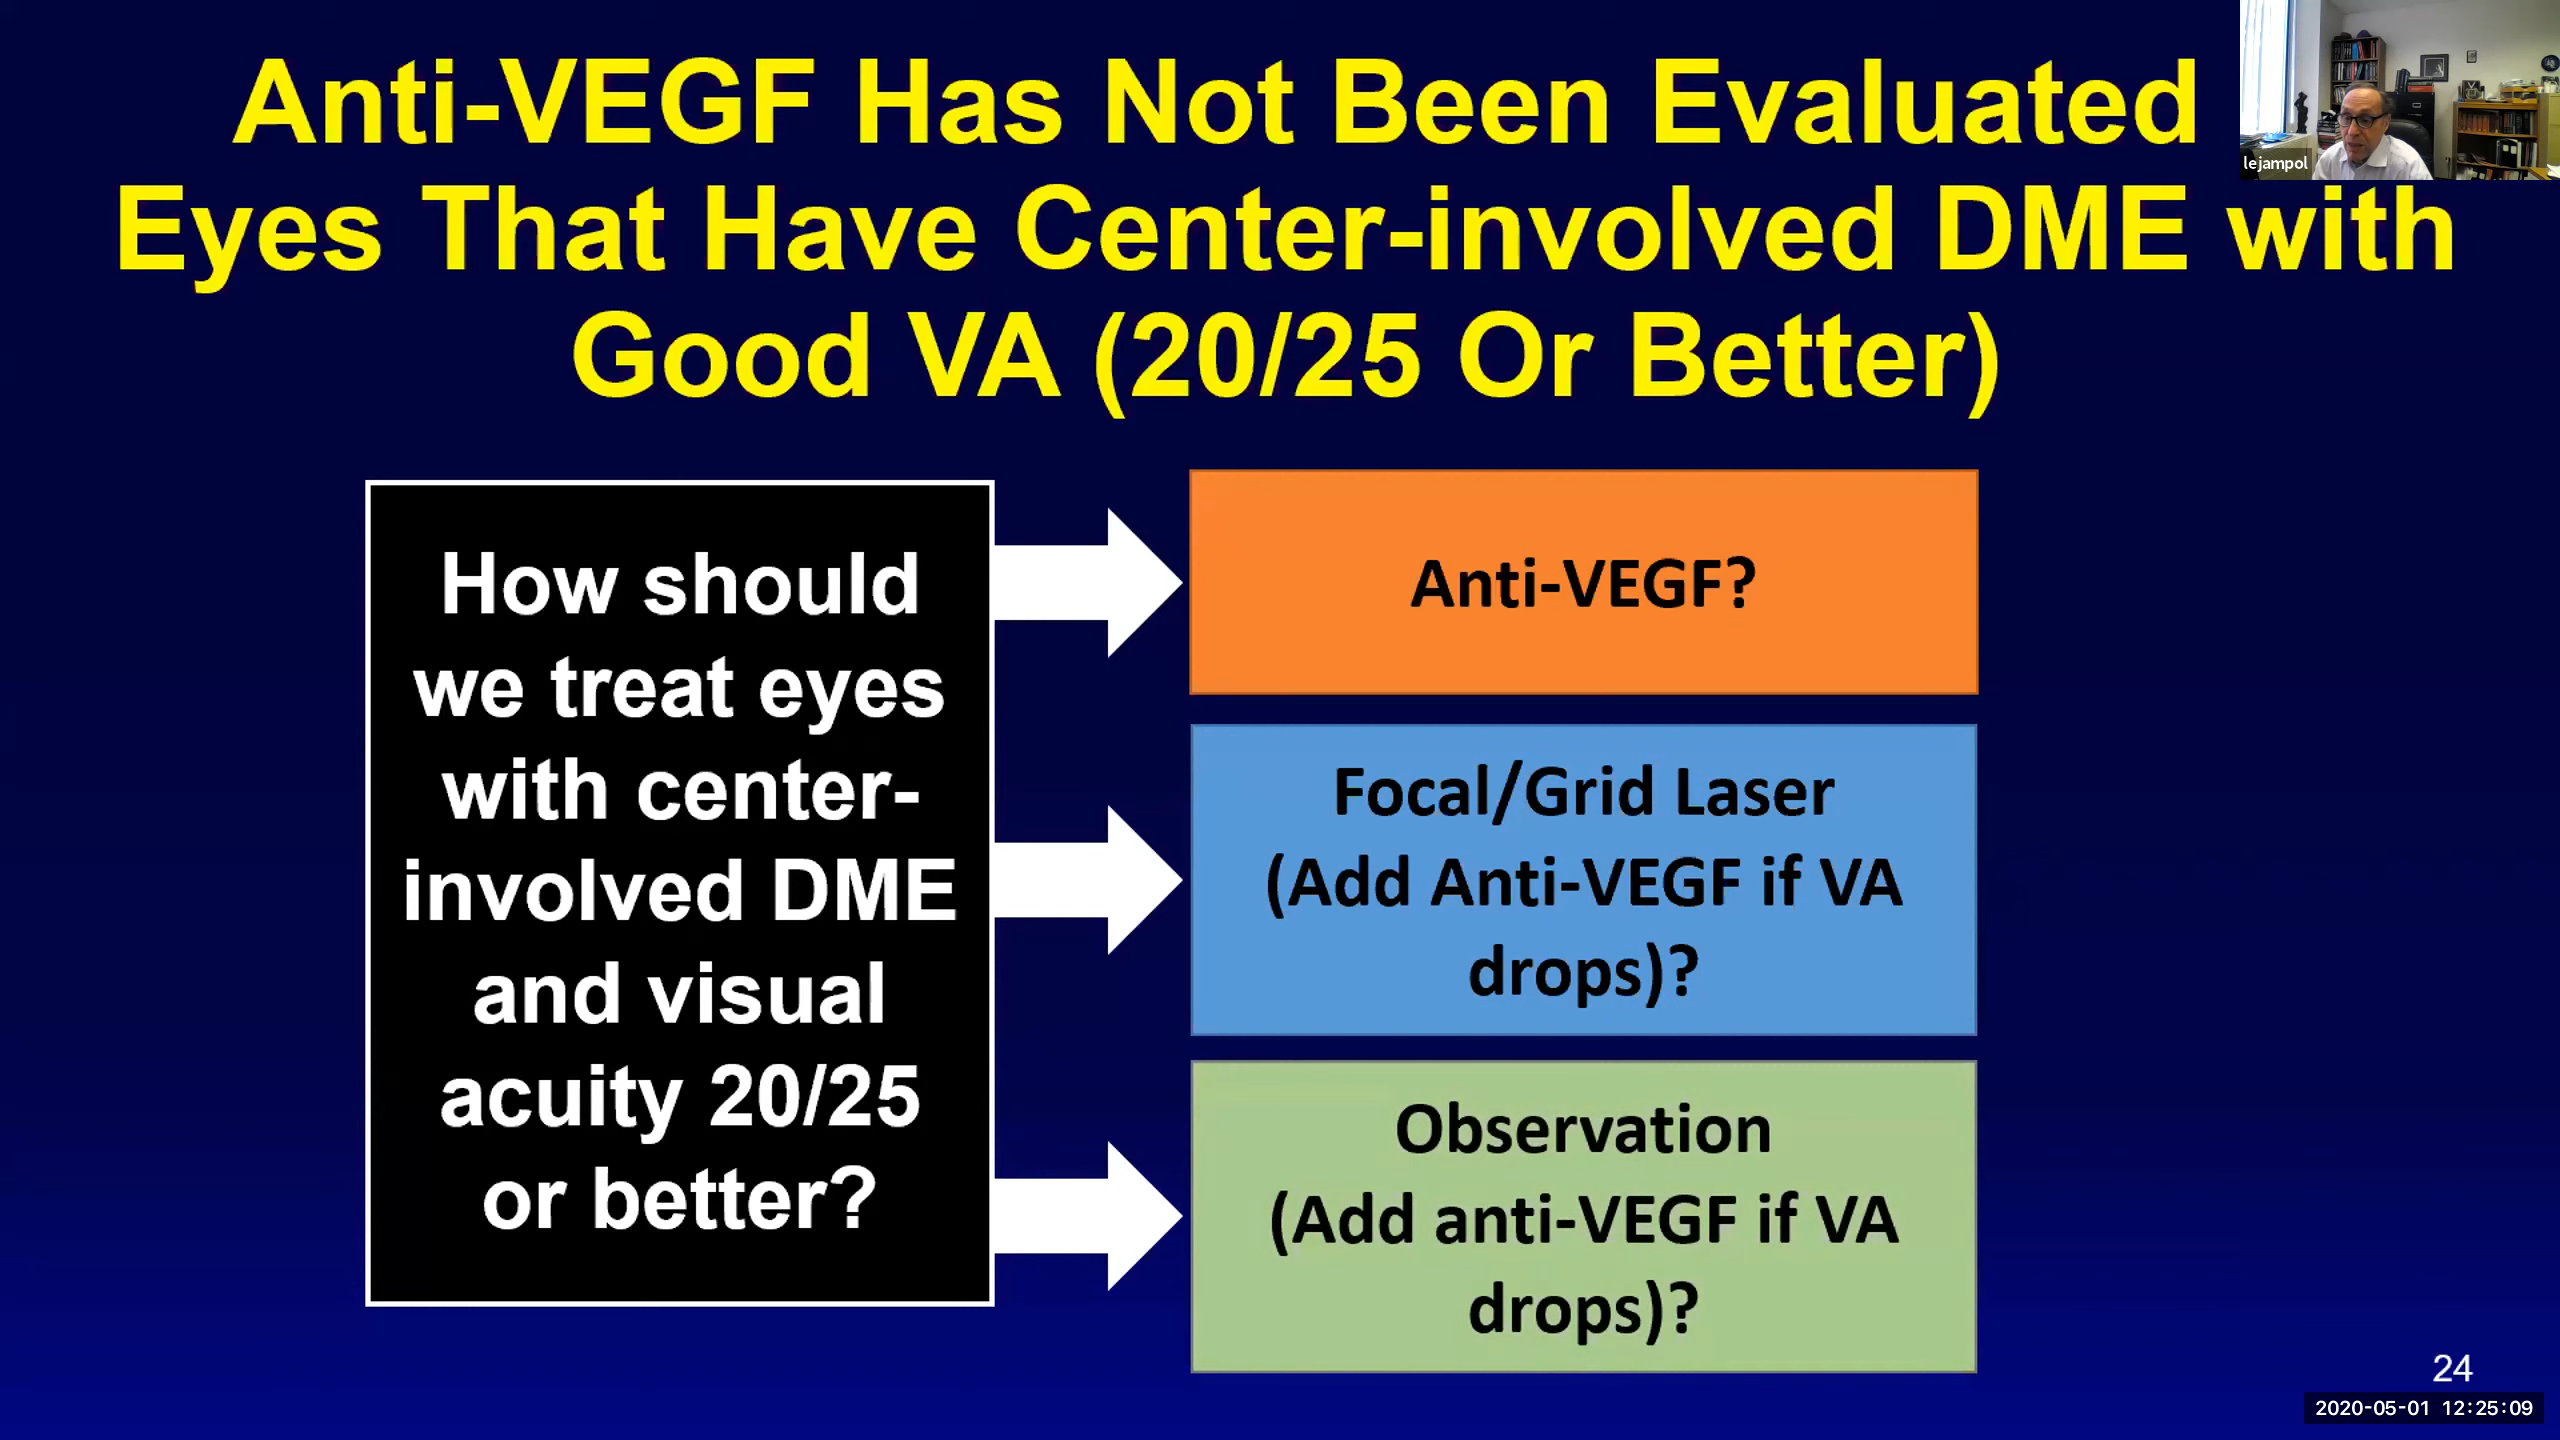 Anti-VEGF Has Not Been Evaluated
Eyes That Have Center-involved DME with
Good VA (20/25 Or Better)
lejampol
How should
we treat eyes
with center-
involved DME
and visual
acuity 20/25
or better?
Anti-VEGF?
Focal/Grid Laser
(Add Anti-VEGF if VA
drops)?
Observation
(Add anti-VEGF if VA
drops)?
24
2020-05-01 12:25:09